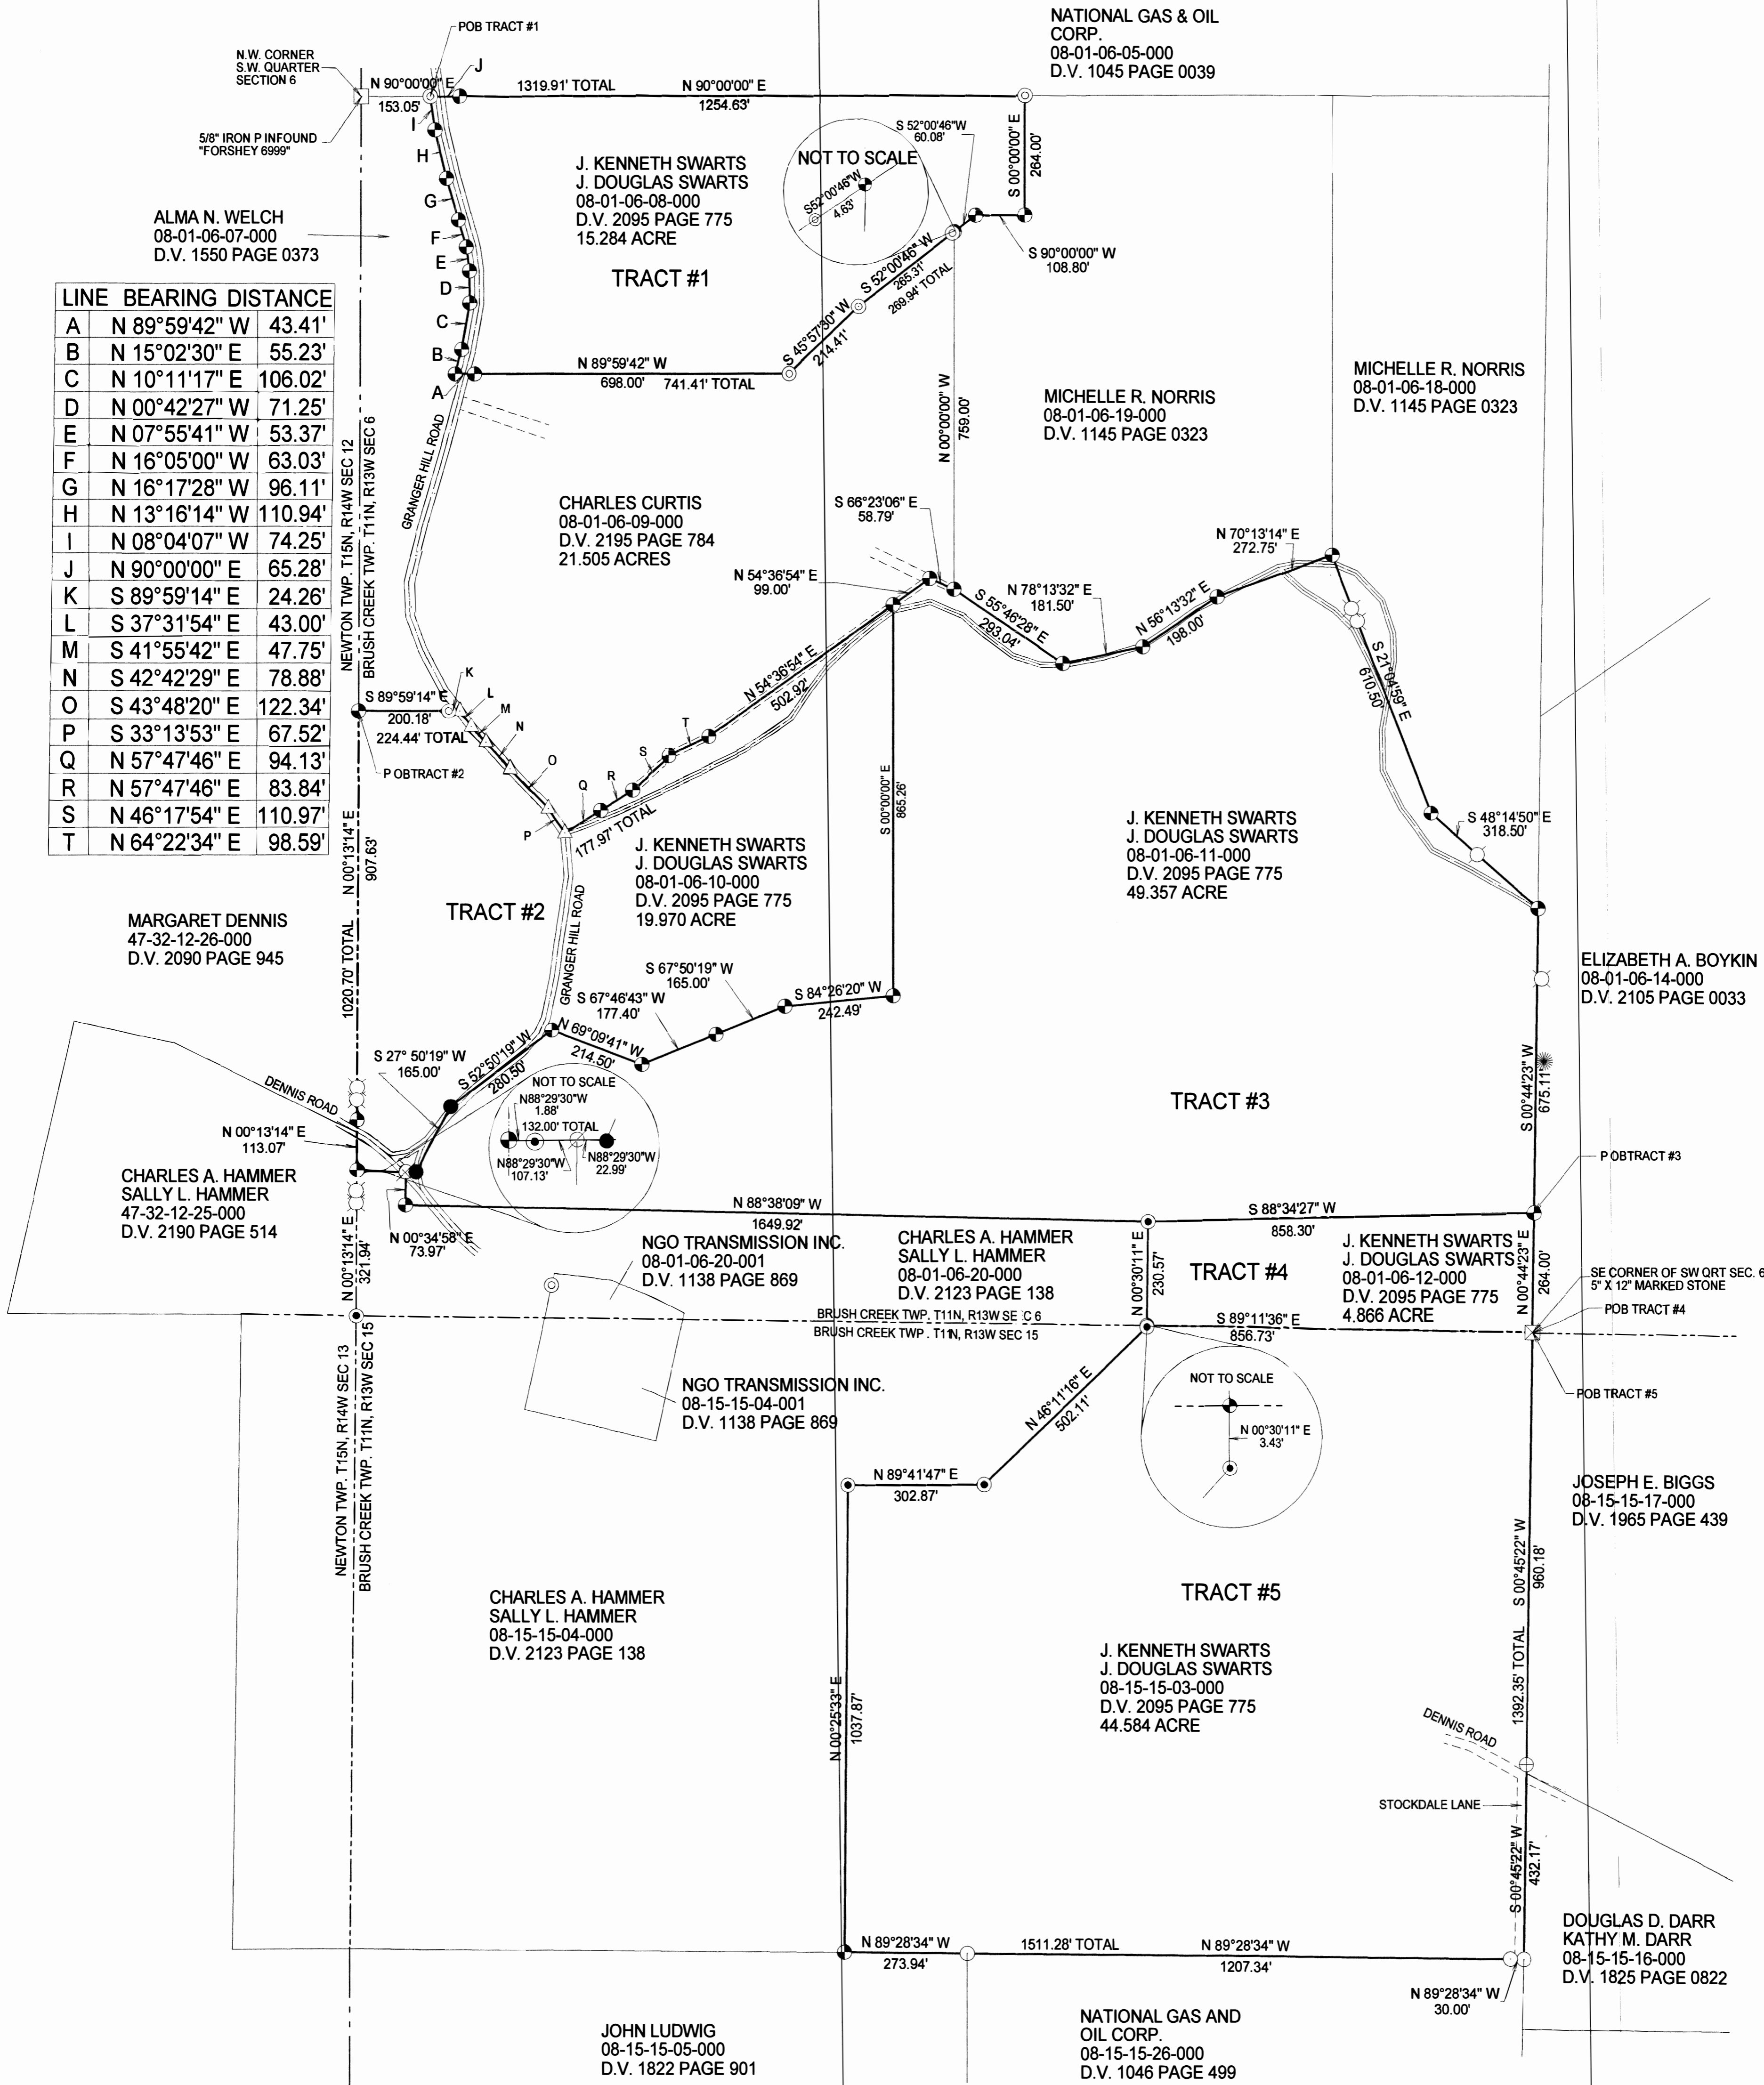 POB TRACT #1
N.W. CORNER
S.W. QUARTER
SECTION 6
N 90°00'00" E
153.05'
J
1319.91' TOTAL
N 90°00'00" E
1254.63'
NATIONAL GAS & OIL
CORP.
08-01-06-05-000
D.V. 1045 PAGE 0039
5/8" IRON P INFOUND
"FORSHEY 6999"
I
H
G
F
E
D
C
B
A
ALMA N. WELCH
08-01-06-07-000
D.V. 1550 PAGE 0373
J. KENNETH SWARTS
J. DOUGLAS SWARTS
08-01-06-08-000
D.V. 2095 PAGE 775
15.284 ACRE
TRACT #1
NOT TO SCALE
S52°00'46"W
4.63'
S 52°00'46"W
60.08'
S 00°00'00" E
264.00'
S 90°00'00" W
108.80'
S 52°00'46" W
265.31'
269.94' TOTAL
S 45°57'30" W
214.41'
N 89°59'42" W
698.00'
741.41' TOTAL
LINE BEARING DISTANCE
A N 89°59'42" W 43.41'
B N 15°02'30" E 55.23'
C N 10°11'17" E 106.02'
D N 00°42'27" W 71.25'
E N 07°55'41" W 53.37'
F N 16°05'00" W 63.03'
G N 16°17'28" W 96.11'
H N 13°16'14" W 110.94'
I N 08°04'07" W 74.25'
J N 90°00'00" E 65.28'
K S 89°59'14" E 24.26'
L S 37°31'54" E 43.00'
M S 41°55'42" E 47.75'
N S 42°42'29" E 78.88'
O S 43°48'20" E 122.34'
P S 33°13'53" E 67.52'
Q N 57°47'46" E 94.13'
R N 57°47'46" E 83.84'
S N 46°17'54" E 110.97'
T N 64°22'34" E 98.59'
NEWTON TWP. T15N, R14W SEC 12
BRUSH CREEK TWP. T11N, R13W SEC 6
GRANGER HILL ROAD
N 00°00'00" W
759.00'
MICHELLE R. NORRIS
08-01-06-19-000
D.V. 1145 PAGE 0323
MICHELLE R. NORRIS
08-01-06-18-000
D.V. 1145 PAGE 0323
CHARLES CURTIS
08-01-06-09-000
D.V. 2195 PAGE 784
21.505 ACRES
S 66°23'06" E
58.79'
N 54°36'54" E
99.00'
S 55°46'28" E
293.04'
N 78°13'32" E
181.50'
N 56°13'32" E
198.00'
N 70°13'14" E
272.75'
S 21°04'59" E
610.50'
S 48°14'50" E
318.50'
S 89°59'14" E
200.18'
224.44' TOTAL
P OBTRACT #2
K
L
M
N
O
P
Q
R
S
T
N 54°36'54" E
502.92'
177.97' TOTAL
S 00°00'00" E
865.26'
N 00°13'14" E
907.63'
1020.70' TOTAL
J. KENNETH SWARTS
J. DOUGLAS SWARTS
08-01-06-10-000
D.V. 2095 PAGE 775
19.970 ACRE
TRACT #2
GRANGER HILL ROAD
J. KENNETH SWARTS
J. DOUGLAS SWARTS
08-01-06-11-000
D.V. 2095 PAGE 775
49.357 ACRE
TRACT #3
MARGARET DENNIS
47-32-12-26-000
D.V. 2090 PAGE 945
ELIZABETH A. BOYKIN
08-01-06-14-000
D.V. 2105 PAGE 0033
S 67°50'19" W
165.00'
S 67°46'43" W
177.40'
S 84°26'20" W
242.49'
N 69°09'41" W
214.50'
S 52°50'19" W
280.50'
S 27° 50'19" W
165.00'
DENNIS ROAD
N 00°13'14" E
113.07'
NOT TO SCALE
N88°29'30"W
1.88'
132.00' TOTAL
N88°29'30"W
107.13'
N88°29'30"W
22.99'
S 00°44'23" W
675.11'
P OBTRACT #3
CHARLES A. HAMMER
SALLY L. HAMMER
47-32-12-25-000
D.V. 2190 PAGE 514
N 00°34'58" E
73.97'
N 00°13'14" E
321.94'
N 88°38'09" W
1649.92'
S 88°34'27" W
858.30'
NGO TRANSMISSION INC.
08-01-06-20-001
D.V. 1138 PAGE 869
CHARLES A. HAMMER
SALLY L. HAMMER
08-01-06-20-000
D.V. 2123 PAGE 138
N 00°30'11" E
230.57'
TRACT #4
J. KENNETH SWARTS
J. DOUGLAS SWARTS
08-01-06-12-000
D.V. 2095 PAGE 775
4.866 ACRE
N 00°44'23" E
264.00'
SE CORNER OF SW QRT SEC. 6
5" X 12" MARKED STONE
POB TRACT #4
BRUSH CREEK TWP. T11N, R13W SEC 6
BRUSH CREEK TWP. T11N, R13W SEC 15
S 89°11'36" E
856.73'
POB TRACT #5
NEWTON TWP. T15N, R14W SEC 13
BRUSH CREEK TWP. T11N, R13W SEC 15
NGO TRANSMISSION INC.
08-15-15-04-001
D.V. 1138 PAGE 869
NOT TO SCALE
N 00°30'11" E
3.43'
N 46°11'16" E
502.11'
N 89°41'47" E
302.87'
JOSEPH E. BIGGS
08-15-15-17-000
D.V. 1965 PAGE 439
S 00°45'22" W
960.18'
1392.35' TOTAL
CHARLES A. HAMMER
SALLY L. HAMMER
08-15-15-04-000
D.V. 2123 PAGE 138
TRACT #5
J. KENNETH SWARTS
J. DOUGLAS SWARTS
08-15-15-03-000
D.V. 2095 PAGE 775
44.584 ACRE
N 00°25'33" E
1037.87'
DENNIS ROAD
STOCKDALE LANE
S 00°45'22" W
432.17'
N 89°28'34" W
273.94'
1511.28' TOTAL
N 89°28'34" W
1207.34'
N 89°28'34" W
30.00'
DOUGLAS D. DARR
KATHY M. DARR
08-15-15-16-000
D.V. 1825 PAGE 0822
JOHN LUDWIG
08-15-15-05-000
D.V. 1822 PAGE 901
NATIONAL GAS AND
OIL CORP.
08-15-15-26-000
D.V. 1046 PAGE 499